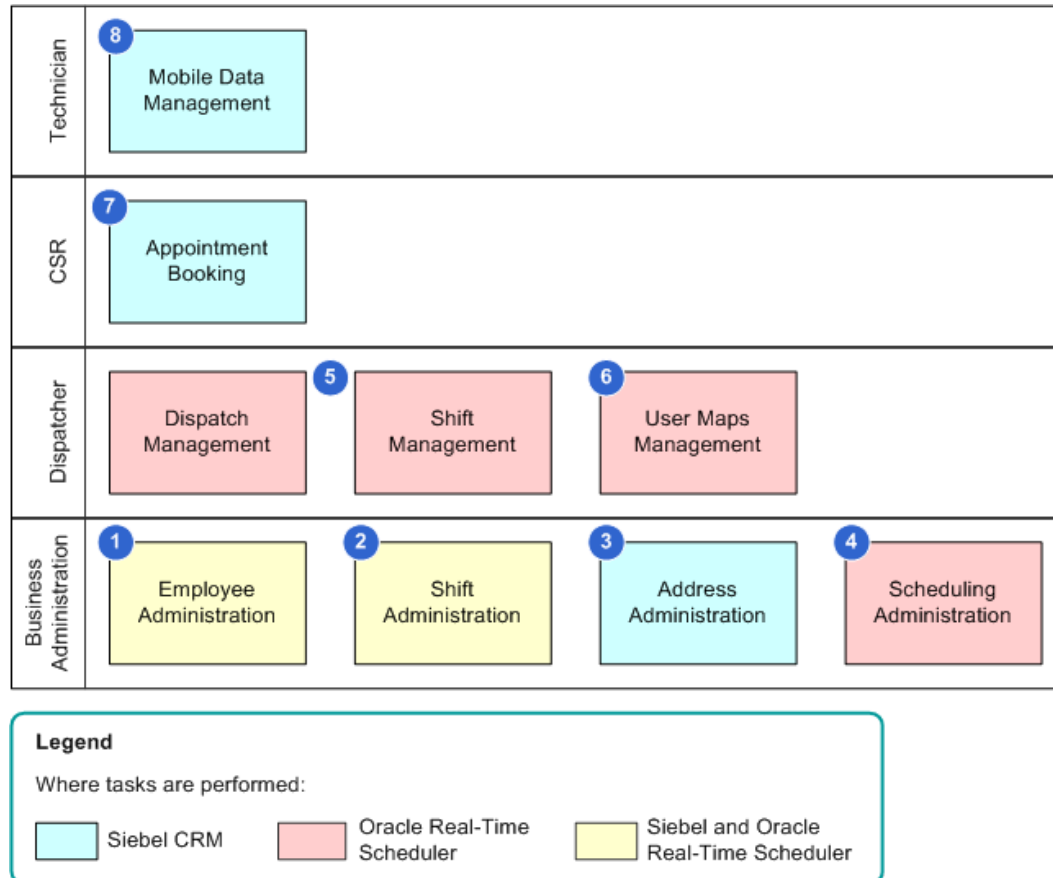 Technician
8
Mobile Data
Management
CSR
7
Appointment
Booking
Dispatcher
Dispatch
Management
5
Shift
Management
6
User Maps
Management
Business
Administration
1
Employee
Administration
2
Shift
Administration
3
Address
Administration
4
Scheduling
Administration
Legend
Where tasks are performed:
Siebel CRM
Oracle Real-Time
Scheduler
Siebel and Oracle
Real-Time Scheduler